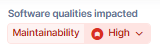 Software qualities impacted
Maintainability High